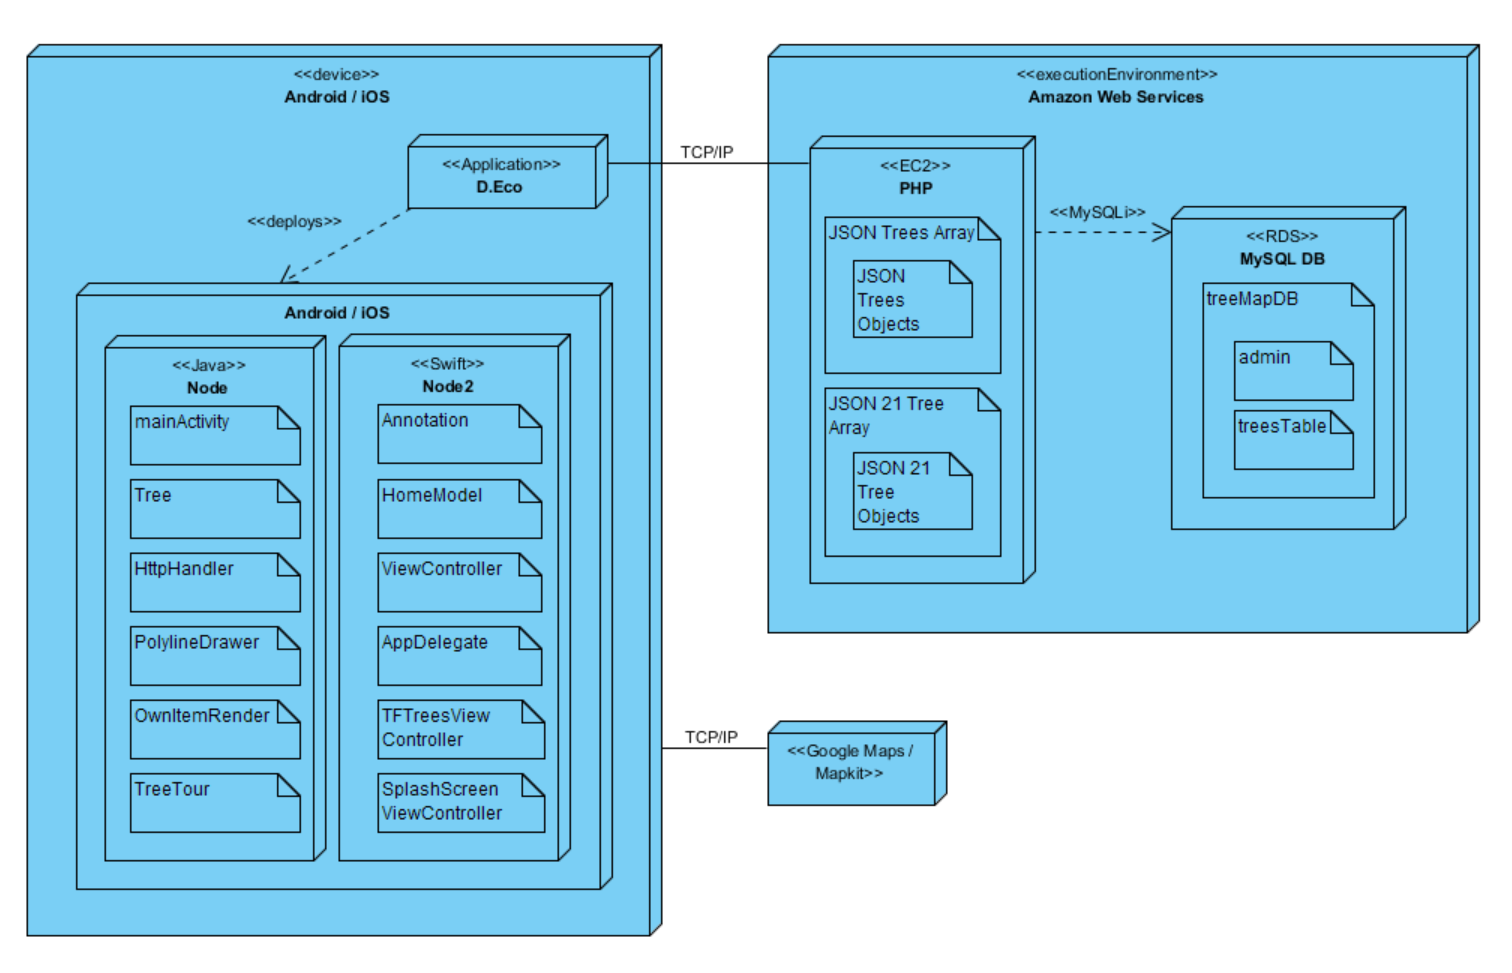 <<device>>
Android / iOS
<<Application>>
D.Eco
<<deploys>>
Android / iOS
<<Java>>
Node
mainActivity
Tree
HttpHandler
PolylineDrawer
OwnItemRender
TreeTour
<<Swift>>
Node2
Annotation
HomeModel
ViewController
AppDelegate
TFTreesView
Controller
SplashScreen
ViewController
TCP/IP
TCP/IP
<<executionEnvironment>>
Amazon Web Services
<<EC2>>
PHP
JSON Trees Array
JSON
Trees
Objects
JSON 21 Tree
Array
JSON 21
Tree
Objects
<<MySQLi>>
<<RDS>>
MySQL DB
treeMapDB
admin
treesTable
<<Google Maps /
Mapkit>>